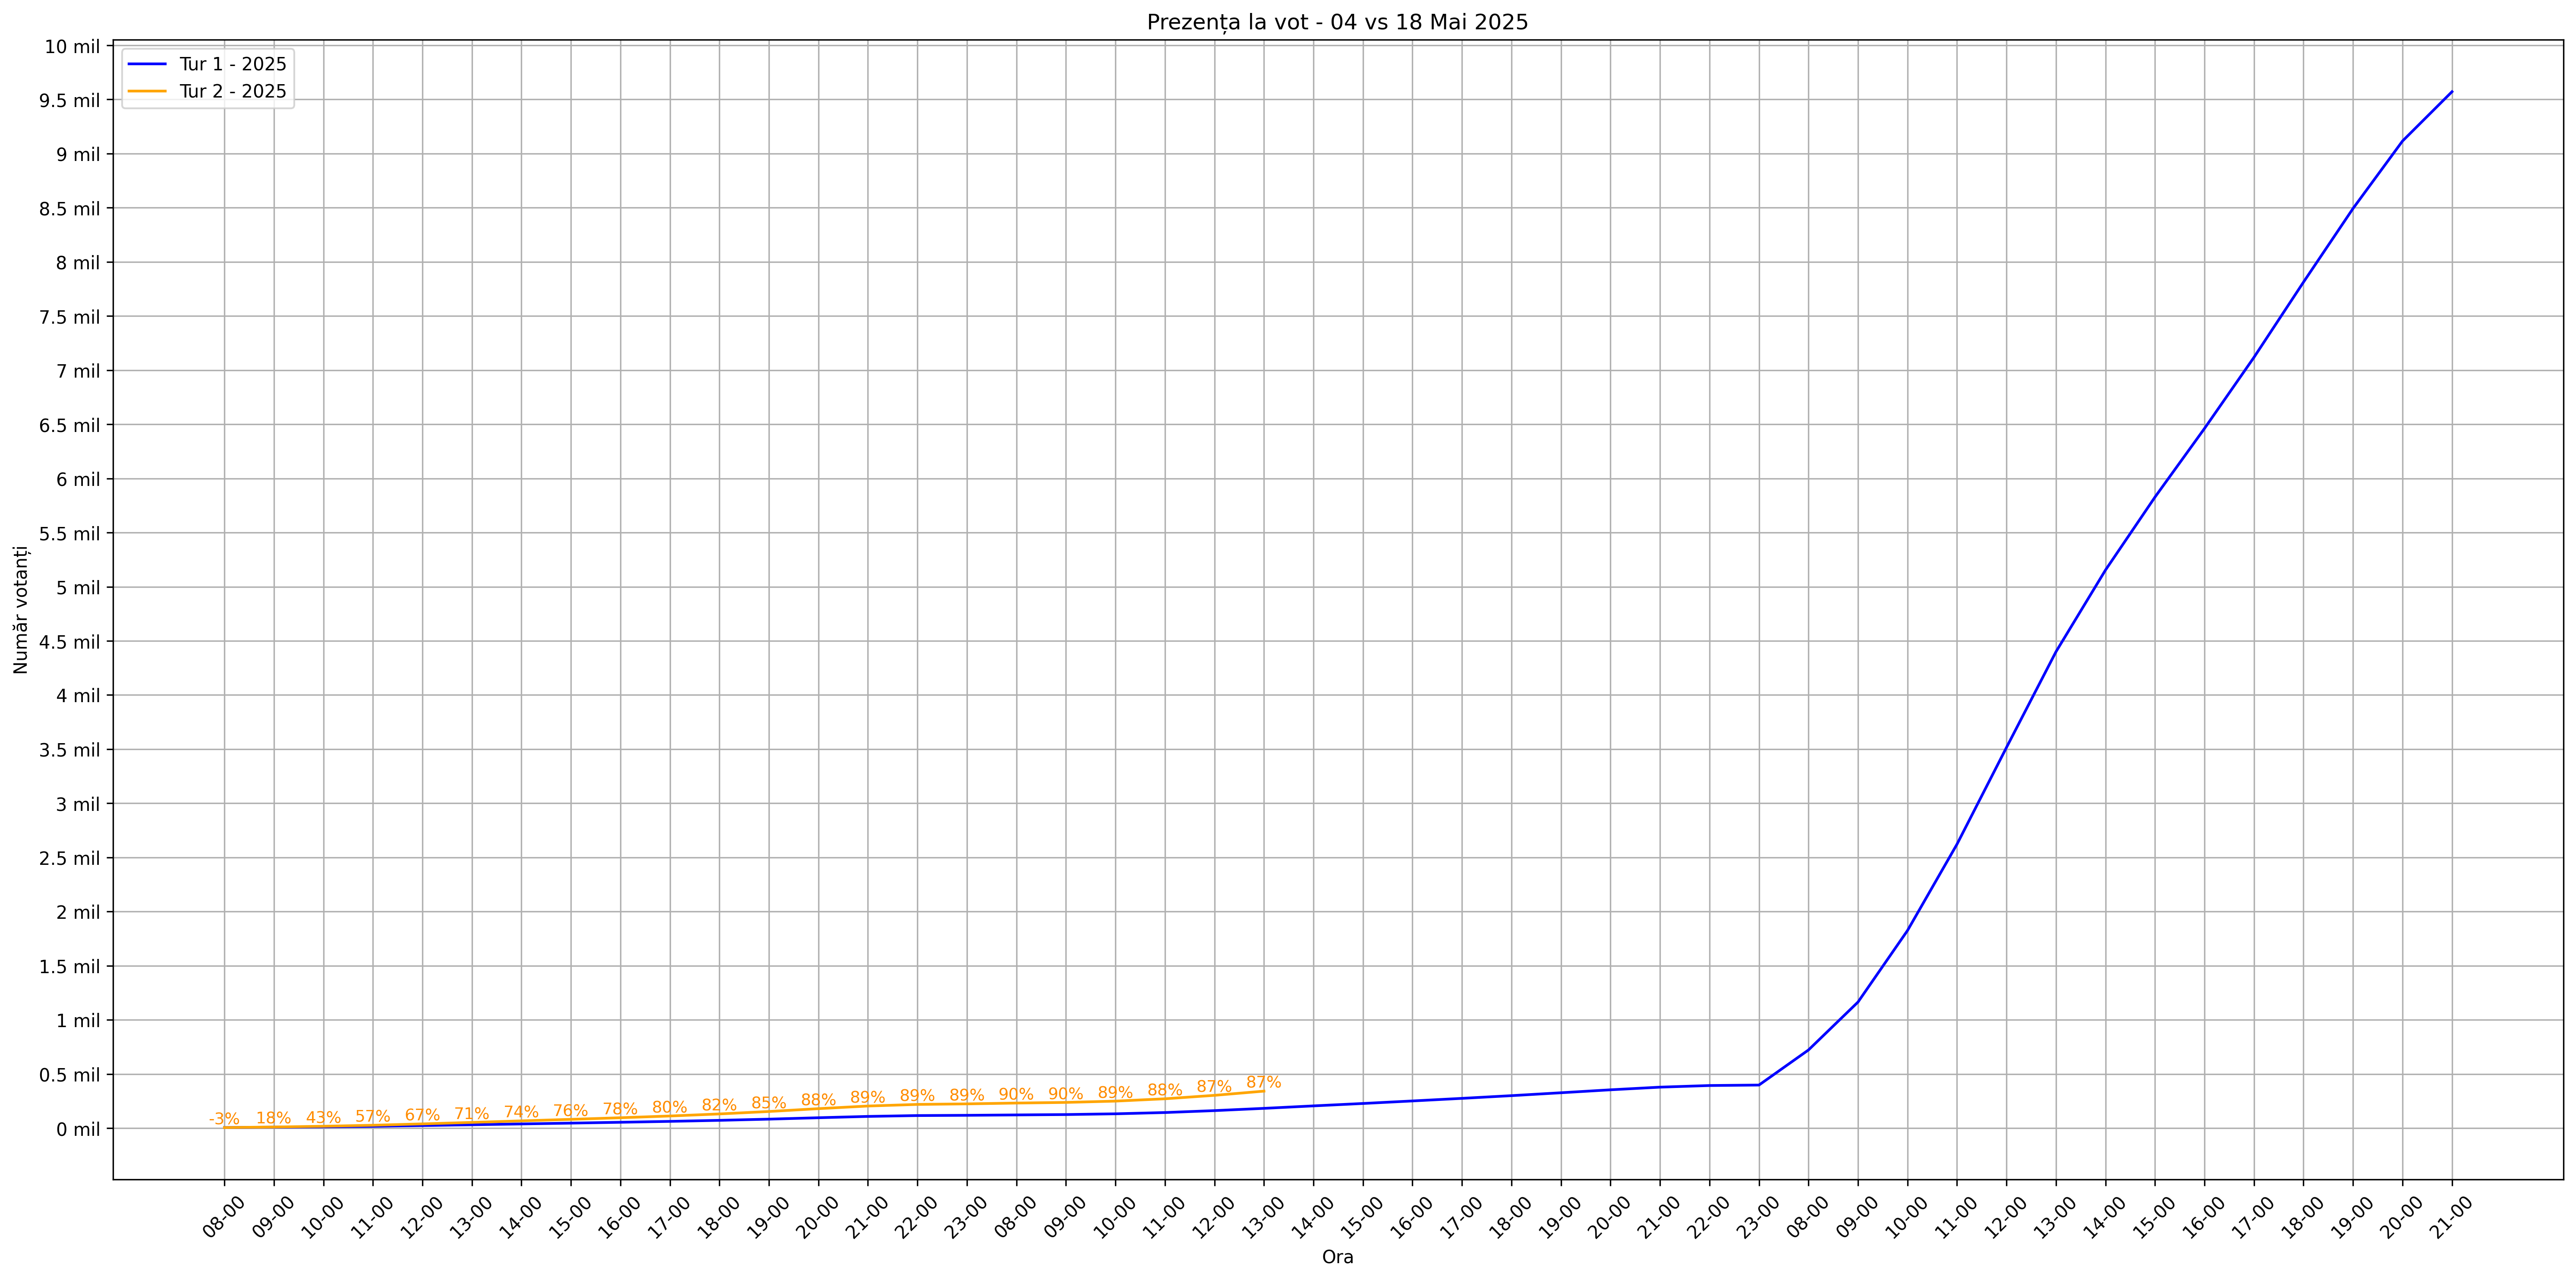 Prezența la vot - 04 vs 18 Mai 2025
Tur 1 - 2025
Tur 2 - 2025
Număr votanți
10 mil
9.5 mil
9 mil
8.5 mil
8 mil
7.5 mil
7 mil
6.5 mil
6 mil
5.5 mil
5 mil
4.5 mil
4 mil
3.5 mil
3 mil
2.5 mil
2 mil
1.5 mil
1 mil
0.5 mil
0 mil
-3% 18% 43% 57% 67% 71% 74% 76% 78% 80% 82% 85% 88% 89% 89% 89% 90% 90% 89% 88% 87% 87%
08-00 09-00 10-00 11-00 12-00 13-00 14-00 15-00 16-00 17-00 18-00 19-00 20-00 21-00 22-00 23-00 08-00 09-00 10-00 11-00 12-00 13-00 14-00 15-00 16-00 17-00 18-00 19-00 20-00 21-00 22-00 23-00 08-00 09-00 10-00 11-00 12-00 13-00 14-00 15-00 16-00 17-00 18-00 19-00 20-00 21-00
Ora